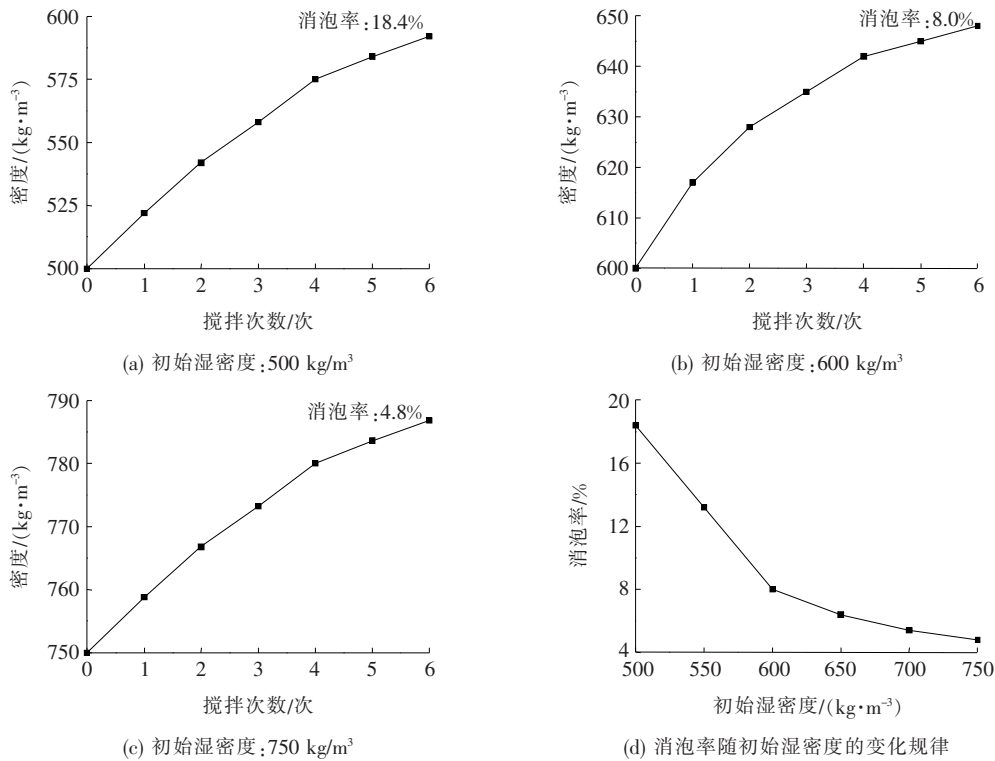 消泡率:18.4%
600
575
550
525
500
密度/(kg·m⁻³)
0 1 2 3 4 5 6
搅拌次数/次
(a) 初始湿密度:500 kg/m³
消泡率:8.0%
650
640
630
620
610
600
密度/(kg·m⁻³)
0 1 2 3 4 5 6
搅拌次数/次
(b) 初始湿密度:600 kg/m³
消泡率:4.8%
790
780
770
760
750
密度/(kg·m⁻³)
0 1 2 3 4 5 6
搅拌次数/次
(c) 初始湿密度:750 kg/m³
20
16
12
8
4
消泡率/%
500 550 600 650 700 750
初始湿密度/(kg·m⁻³)
(d) 消泡率随初始湿密度的变化规律